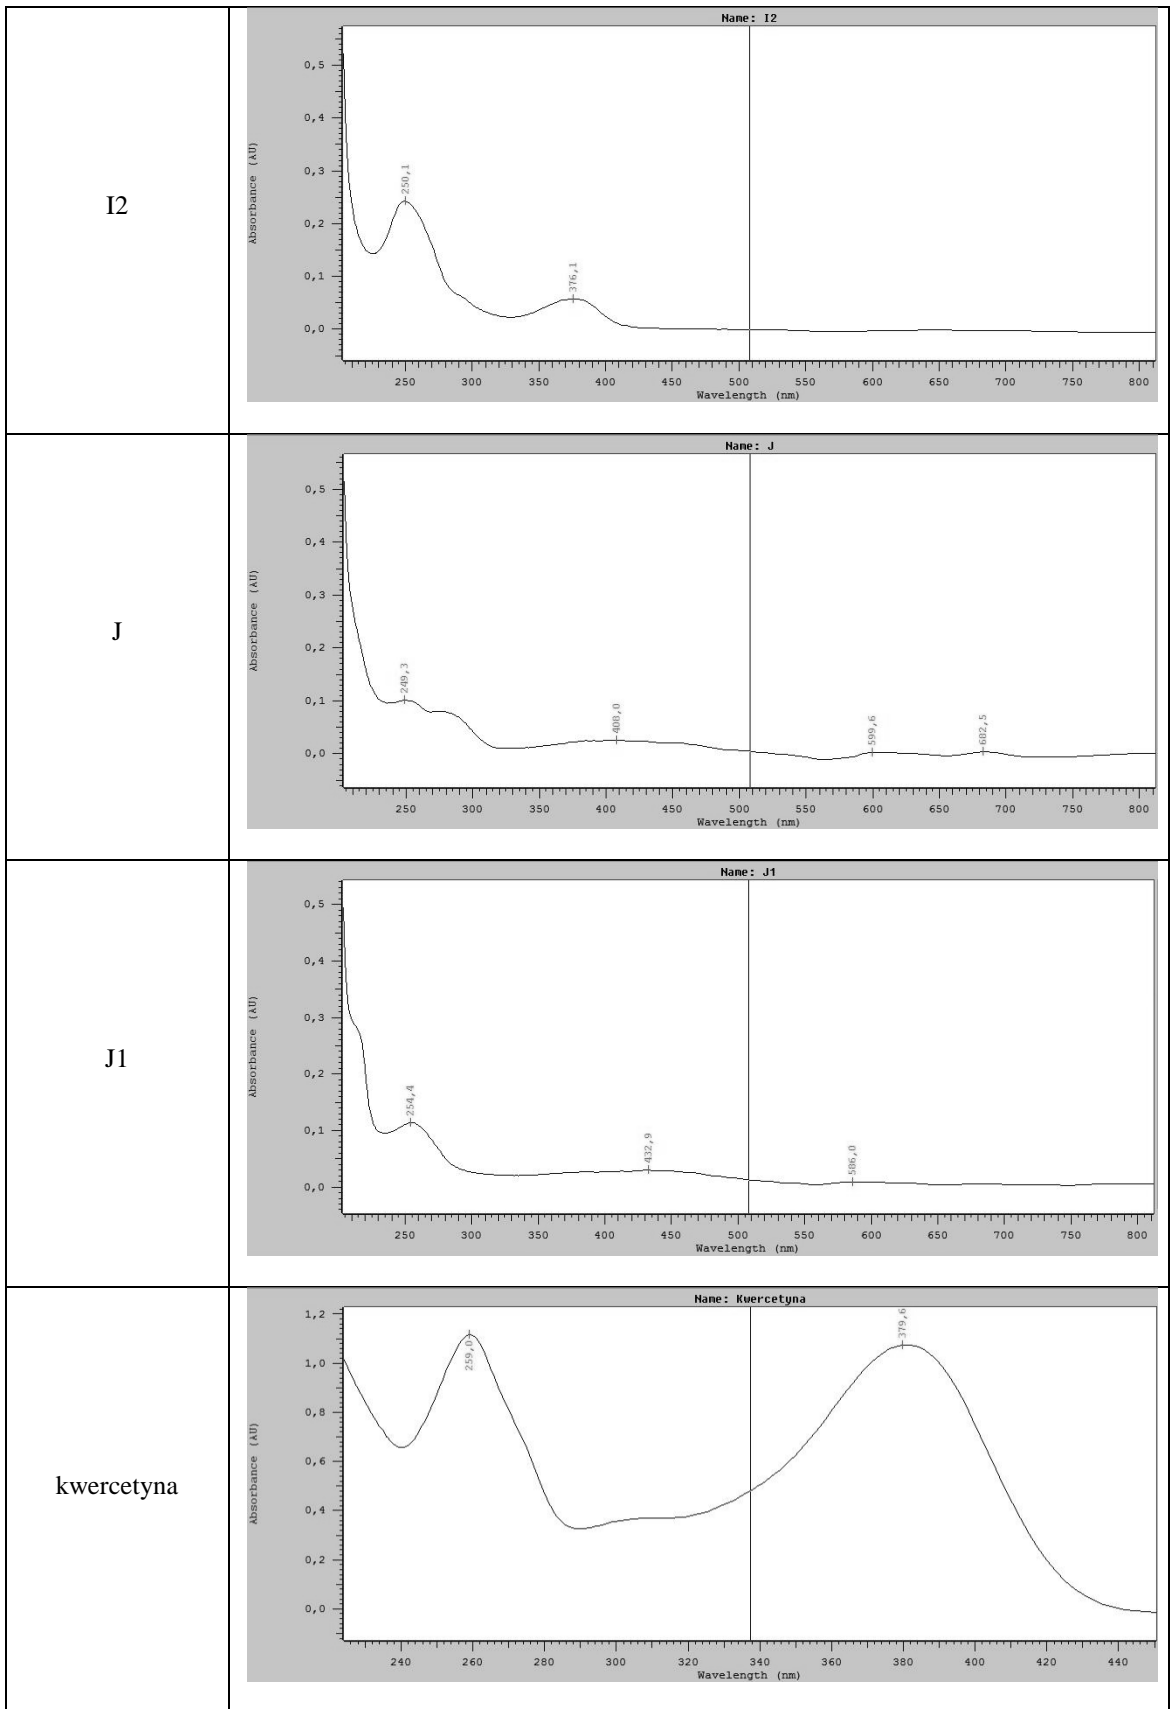 I2
Name: I2
Absorbance (AU)
0,5
0,4
0,3
0,2
0,1
0,0
250,1
376,1
250 300 350 400 450 500 550 600 650 700 750 800
Wavelength (nm)
J
Name: J
Absorbance (AU)
0,5
0,4
0,3
0,2
0,1
0,0
249,3
408,0
599,6
682,5
250 300 350 400 450 500 550 600 650 700 750 800
Wavelength (nm)
J1
Name: J1
Absorbance (AU)
0,5
0,4
0,3
0,2
0,1
0,0
254,4
432,9
586,0
250 300 350 400 450 500 550 600 650 700 750 800
Wavelength (nm)
kwercetyna
Name: Kwercetyna
Absorbance (AU)
1,2
1,0
0,8
0,6
0,4
0,2
0,0
259,0
379,6
240 260 280 300 320 340 360 380 400 420 440
Wavelength (nm)